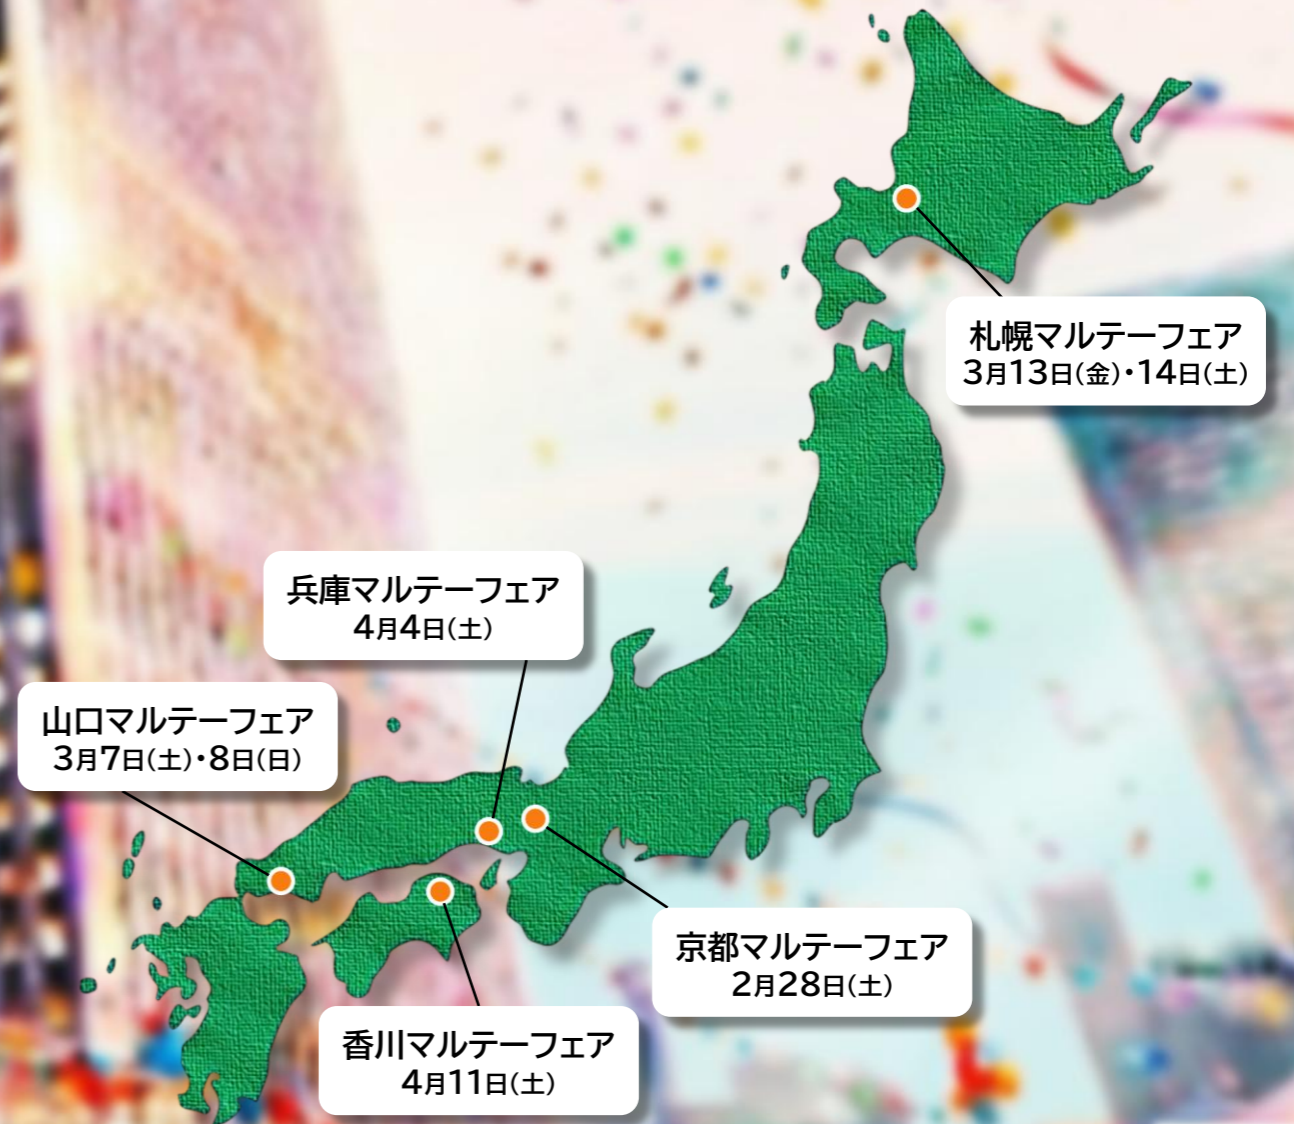 札幌マルテーフェア
3月13日(金)・14日(土)
兵庫マルテーフェア
4月4日(土)
山口マルテーフェア
3月7日(土)・8日(日)
京都マルテーフェア
2月28日(土)
香川マルテーフェア
4月11日(土)